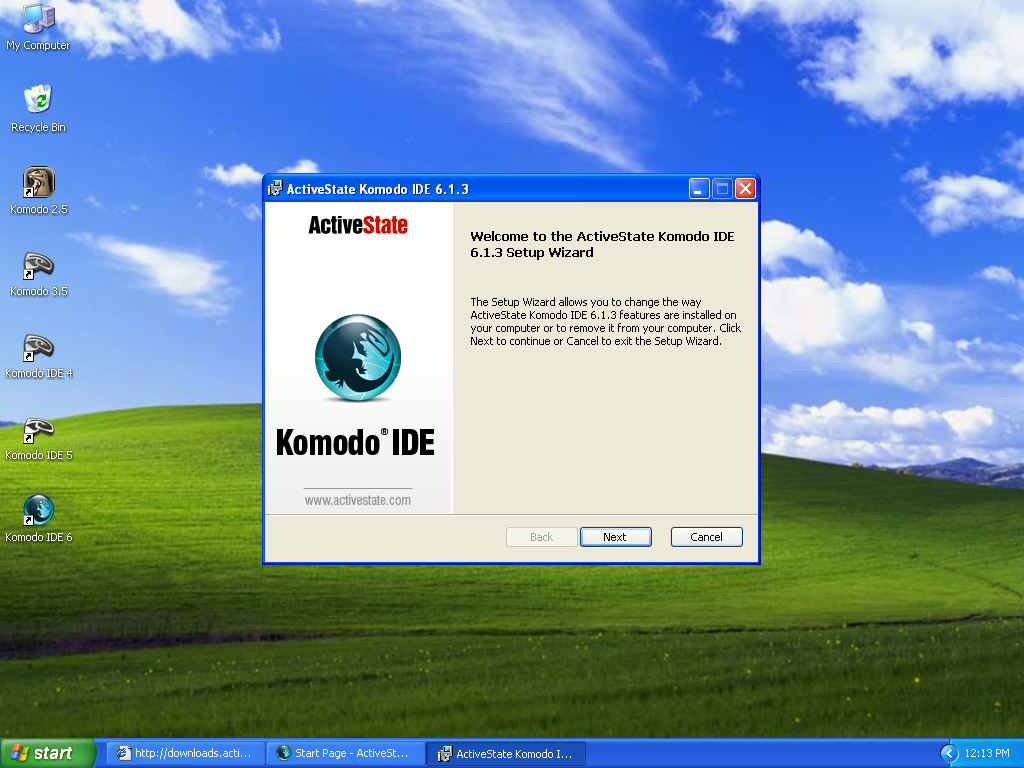 My Computer
Recycle Bin
Komodo 2.5
Komodo 3.5
Komodo IDE 4
Komodo IDE 5
Komodo IDE 6
ActiveState Komodo IDE 6.1.3
ActiveState
Komodo® IDE
www.activestate.com
Welcome to the ActiveState Komodo IDE
6.1.3 Setup Wizard
The Setup Wizard allows you to change the way
ActiveState Komodo IDE 6.1.3 features are installed on
your computer or to remove it from your computer. Click
Next to continue or Cancel to exit the Setup Wizard.
Back
Next
Cancel
start
http://downloads.acti...
Start Page - ActiveSt...
ActiveState Komodo I...
12:13 PM